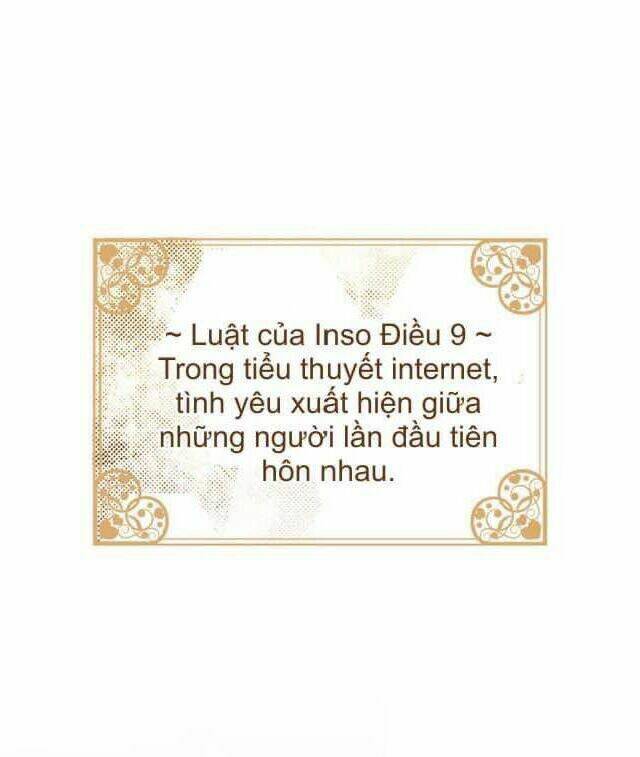 ~ Luật của Inso Điều 9 ~
Trong tiểu thuyết internet,
tình yêu xuất hiện giữa
những người lần đầu tiên
hôn nhau.